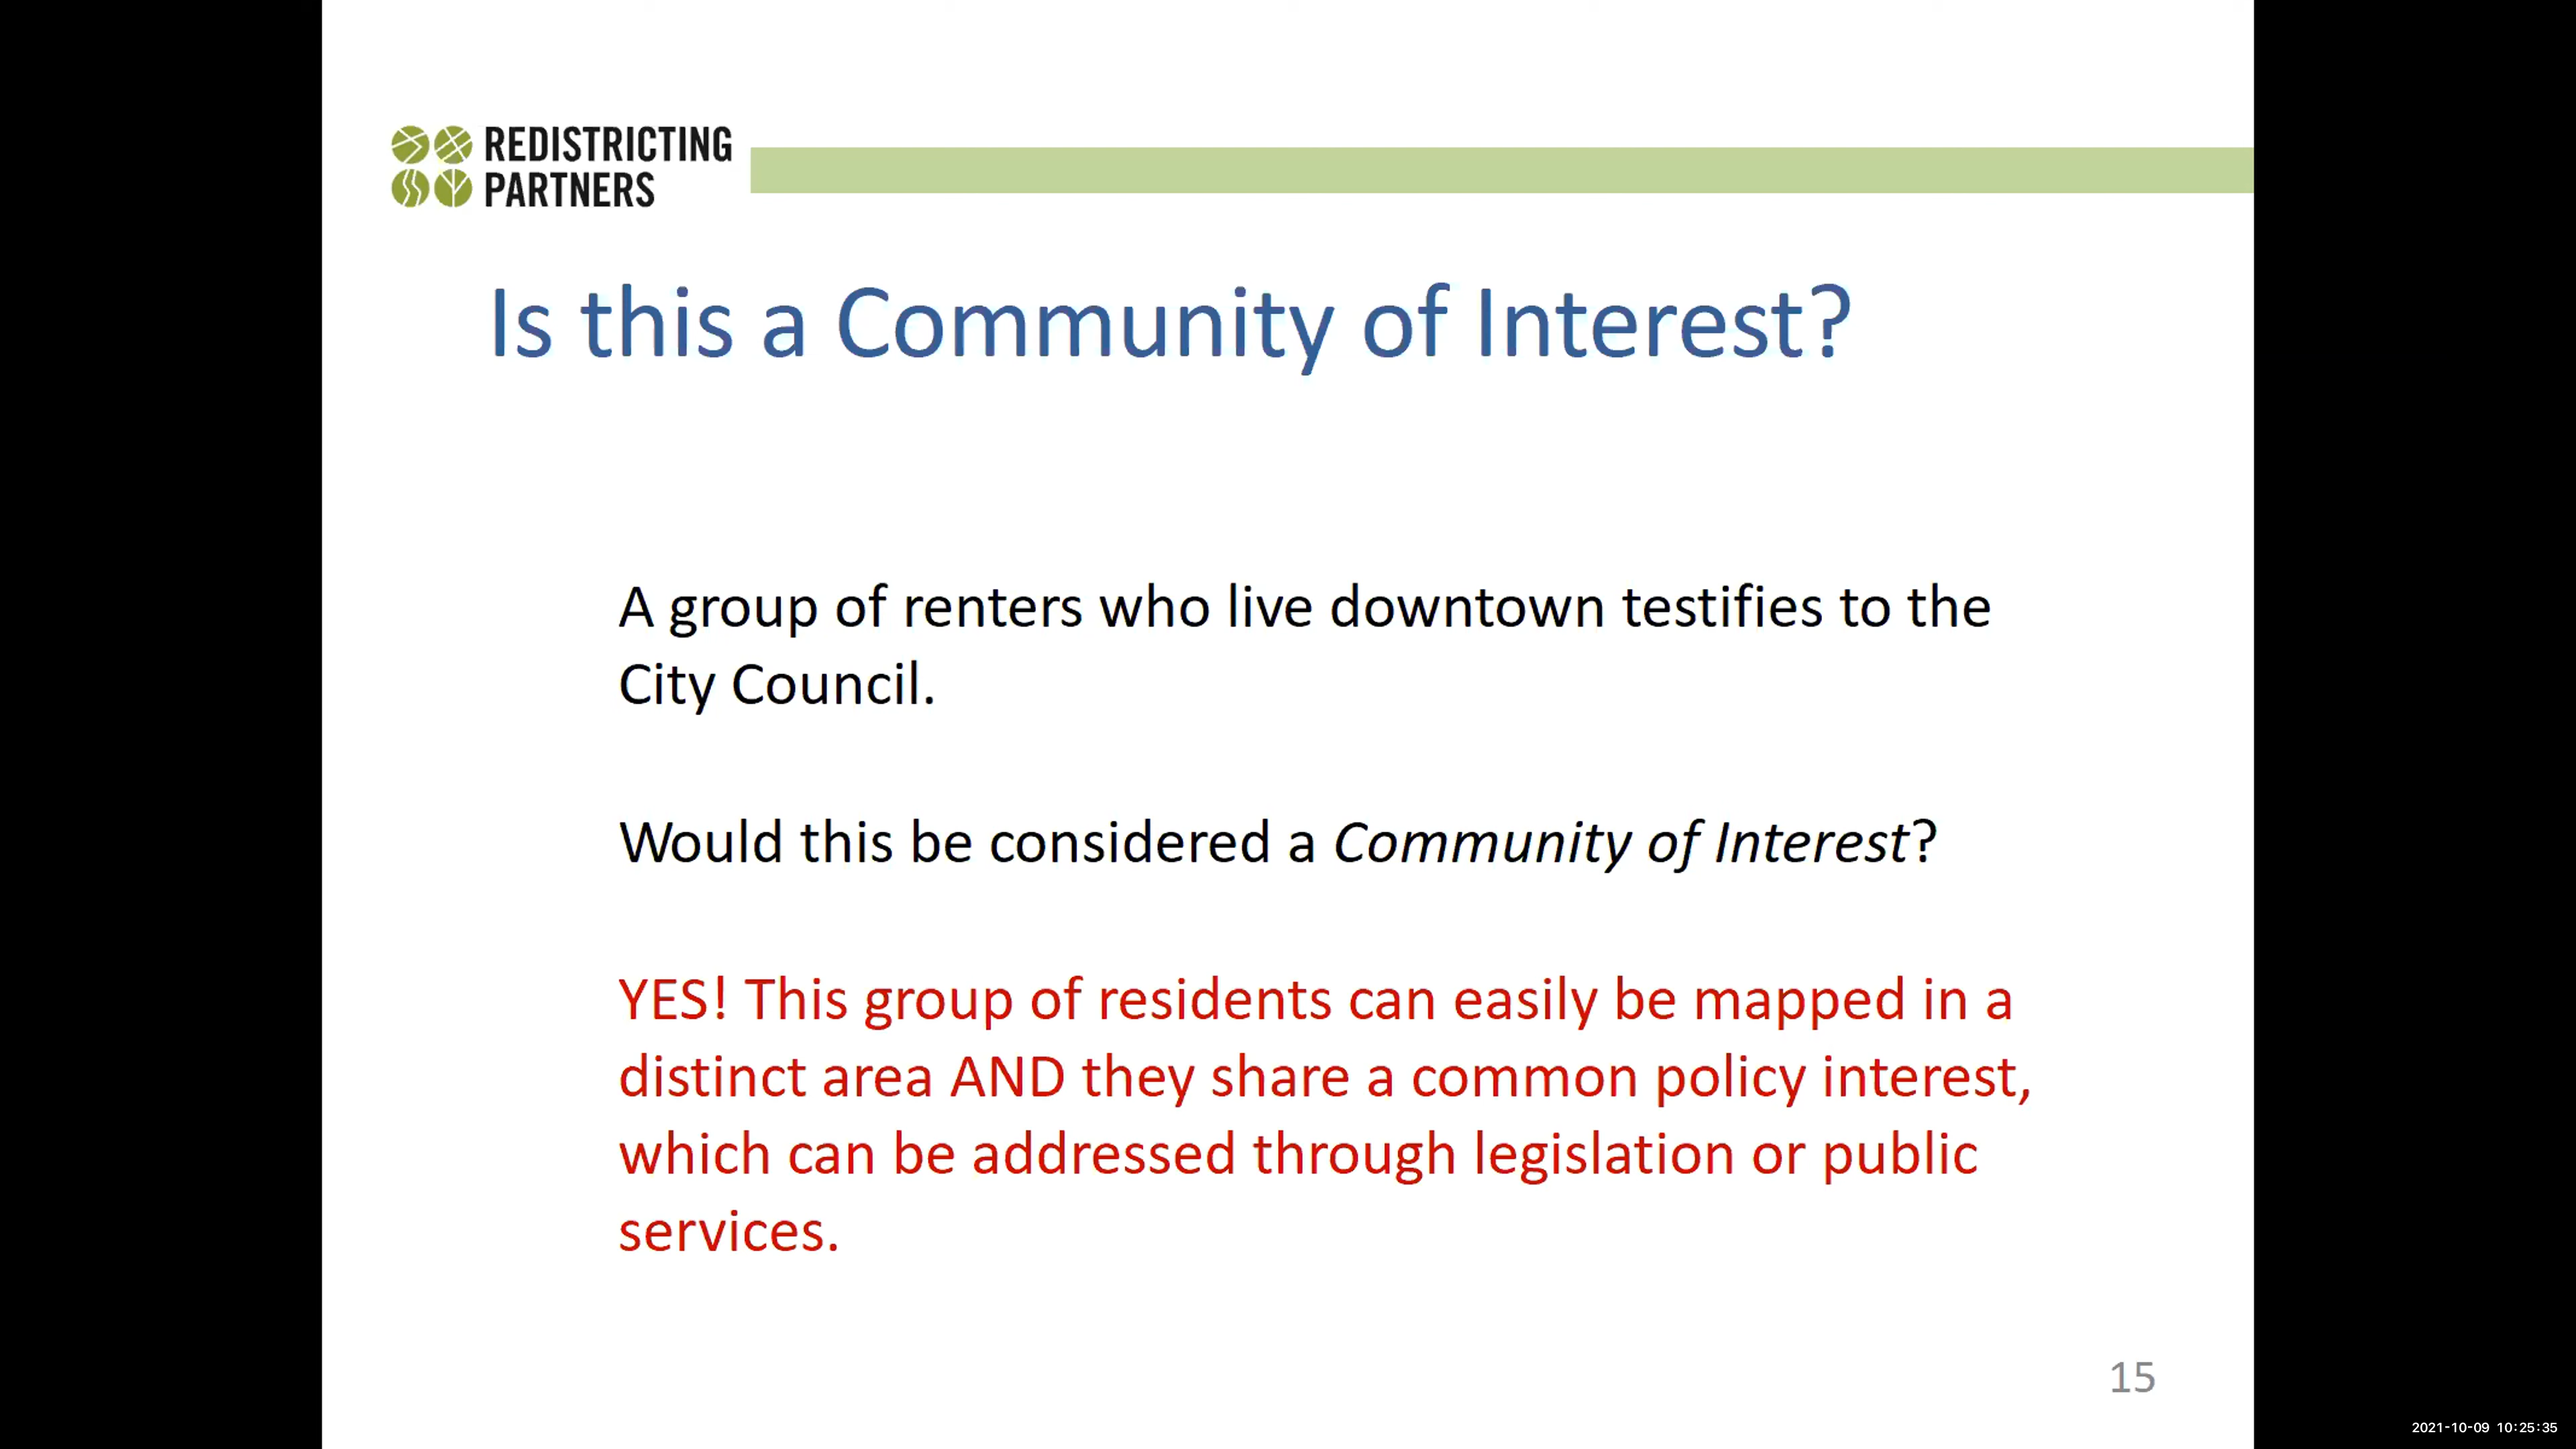 REDISTRICTING
PARTNERS
Is this a Community of Interest?
A group of renters who live downtown testifies to the
City Council.
Would this be considered a Community of Interest?
YES! This group of residents can easily be mapped in a
distinct area AND they share a common policy interest,
which can be addressed through legislation or public
services.
15
2021-10-09 10:25:35